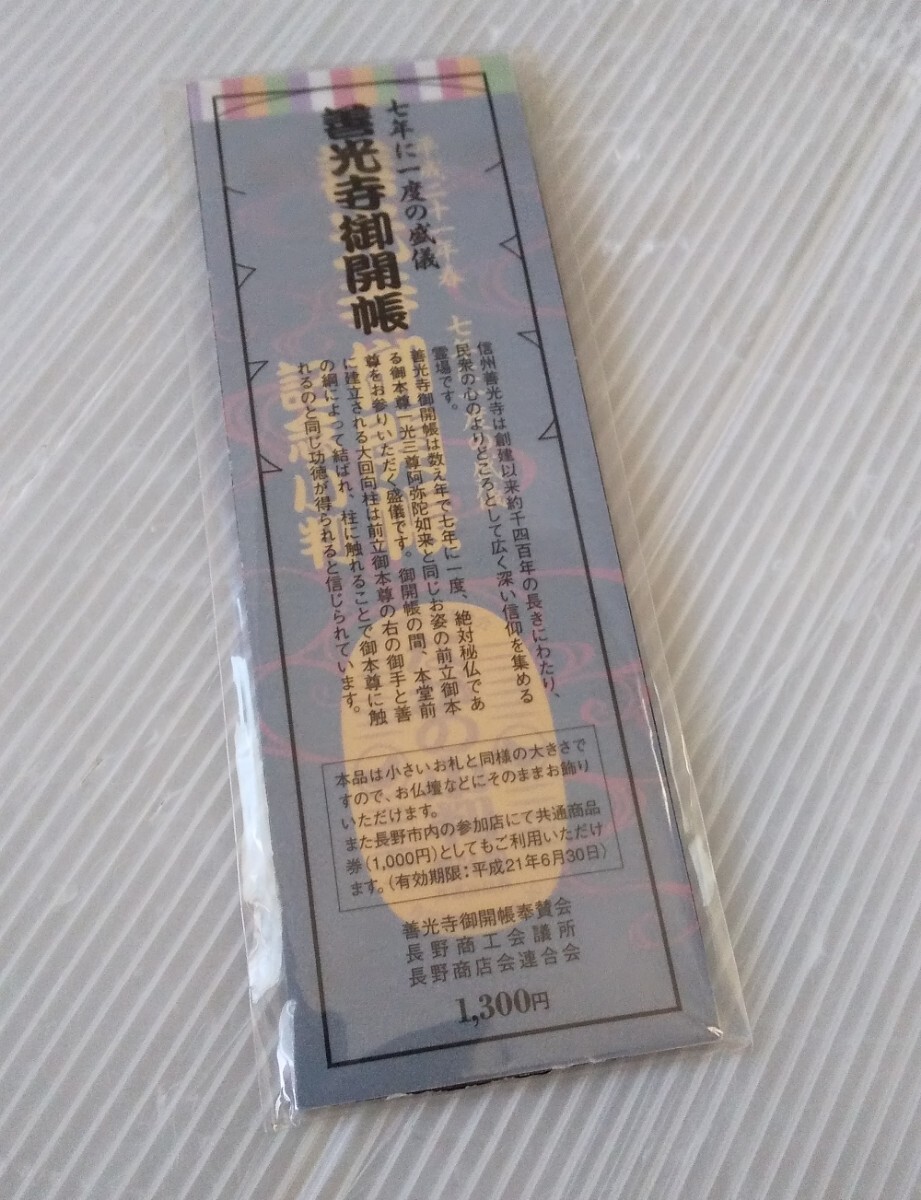 七年に一度の盛儀
善光寺御開帳
信州善光寺は創建以来約千四百年の長きにわたり、
民衆の心のよりどころとして広く深い信仰を集める
霊場です。
善光寺御開帳は数え年で七年に一度、絶対秘仏であ
る御本尊「一光三尊阿弥陀如来と同じお姿の前立御本
尊をお参りいただく盛儀です。御開帳の間、本堂前
に建立される大回向柱は前立御本尊の右の御手と善
の綱によって結ばれ、柱に触れることで御本尊に触
れるのと同じ功徳が得られると信じられています。
本品は小さいお札と同様の大きさで
すので、お仏壇などにそのままお飾り
いただけます。
また長野市内の参加店にて共通商品
券(1,000円)としてもご利用いただけ
ます。(有効期限:平成21年6月30日)
善光寺御開帳奉賛会
長野商工会議所
長野商店会連合会
1,300円
平成二十一年春
御開帳
記念小判